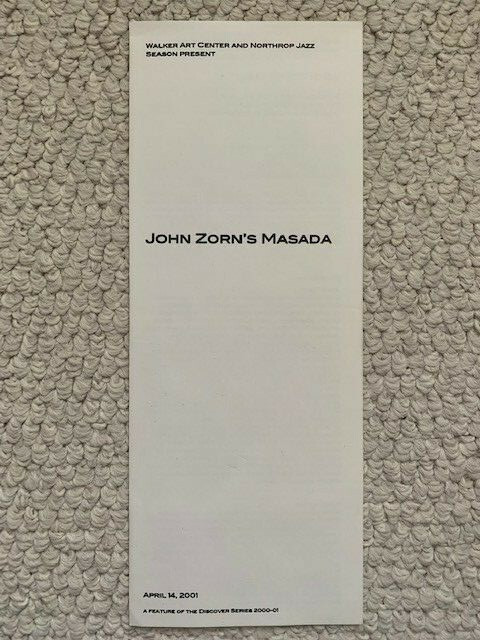 Walker Art Center and Northrop Jazz
Season present
John Zorn's Masada
April 14, 2001
a feature of the Discover Series 2000-01